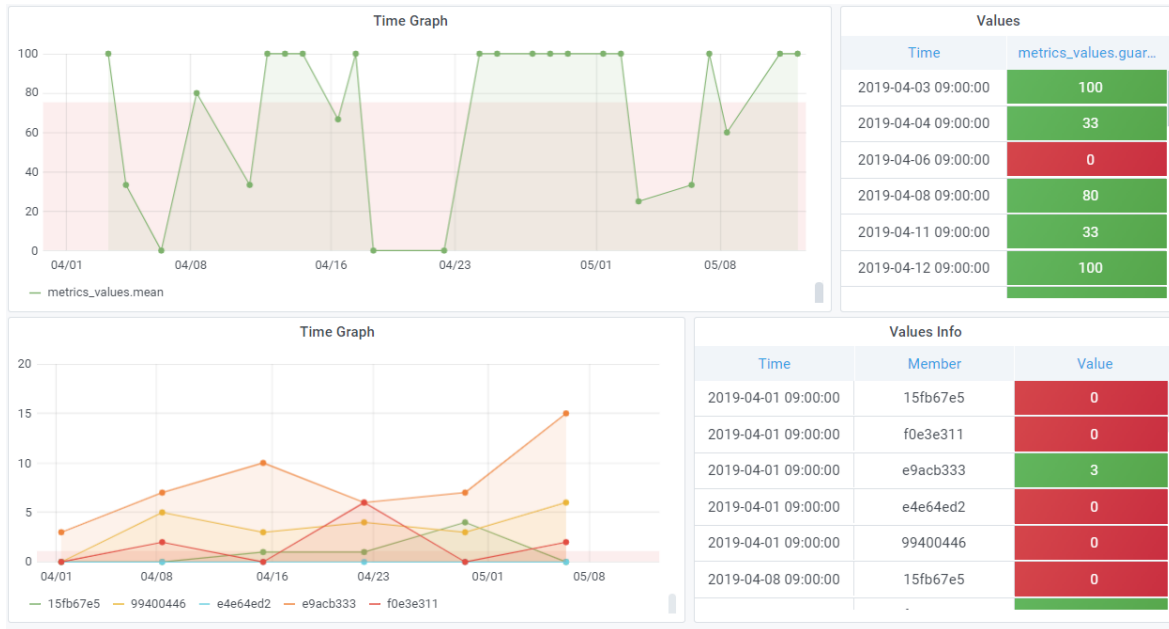 Time Graph
100
80
60
40
20
0
04/01 04/08 04/16 04/23 05/01 05/08
metrics_values.mean
Values
Time metrics_values.guar...
2019-04-03 09:00:00 100
2019-04-04 09:00:00 33
2019-04-06 09:00:00 0
2019-04-08 09:00:00 80
2019-04-11 09:00:00 33
2019-04-12 09:00:00 100
Time Graph
20
15
10
5
0
04/01 04/08 04/16 04/23 05/01 05/08
15fb67e5 99400446 e4e64ed2 e9acb333 f0e3e311
Values Info
Time Member Value
2019-04-01 09:00:00 15fb67e5 0
2019-04-01 09:00:00 f0e3e311 0
2019-04-01 09:00:00 e9acb333 3
2019-04-01 09:00:00 e4e64ed2 0
2019-04-01 09:00:00 99400446 0
2019-04-08 09:00:00 15fb67e5 0